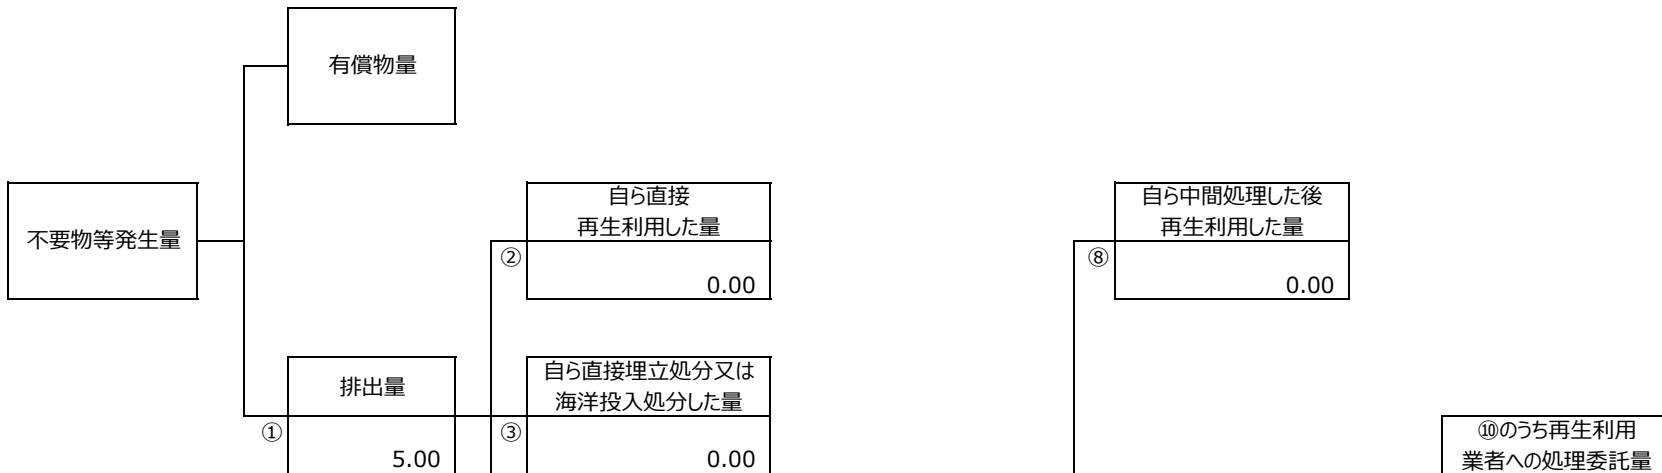 有償物量
不要物等発生量
自ら直接
再生利用した量
②
0.00
自ら中間処理した後
再生利用した量
⑧
0.00
排出量
①
5.00
自ら直接埋立処分又は
海洋投入処分した量
③
0.00
⑩のうち再生利用
業者への処理委託量